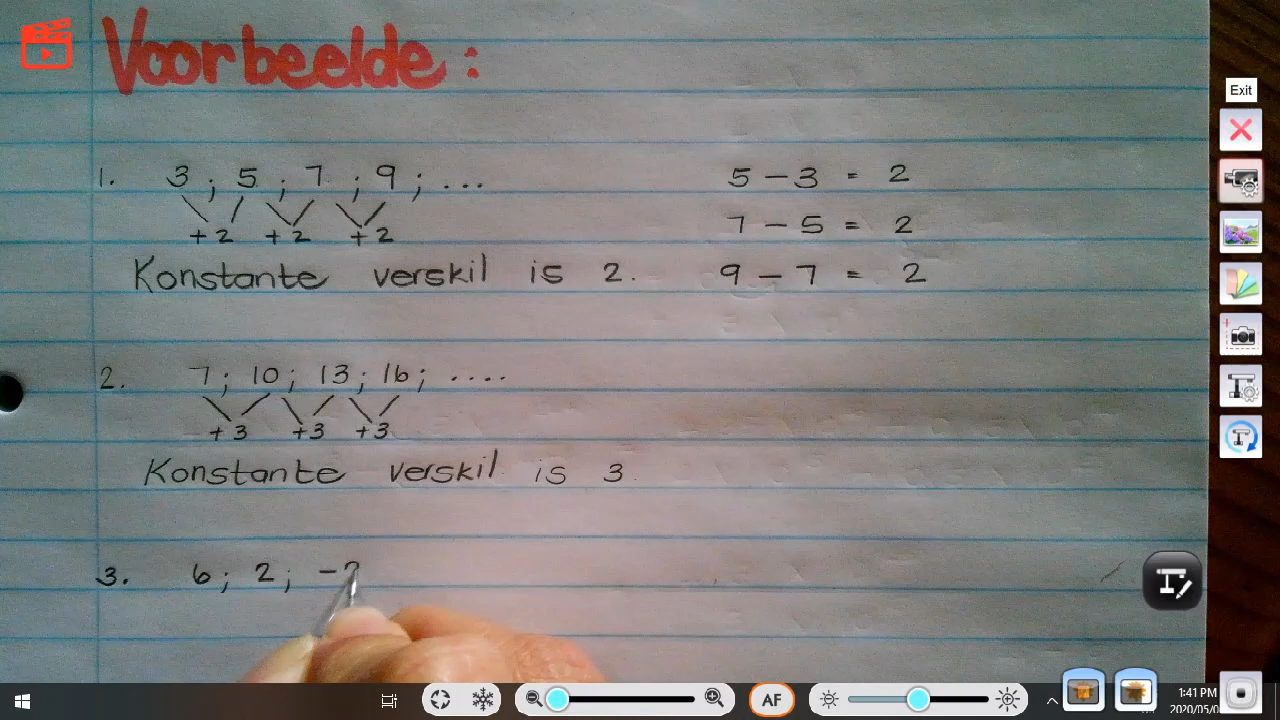 Voorbeelde:
1. 3 ; 5 ; 7 ; 9 ; ...
5 - 3 = 2
+2 +2 +2
7 - 5 = 2
Konstante verskil is 2.
9 - 7 = 2
2. 7 ; 10 ; 13 ; 16 ; ....
+3 +3 +3
Konstante verskil is 3.
3. 6 ; 2 ; -2
Exit
AF
1:41 PM